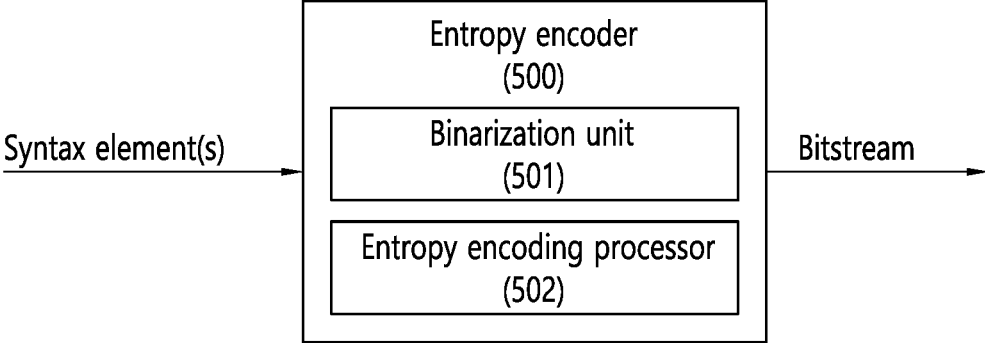 Entropy encoder
(500)
Syntax element(s)
Binarization unit
(501)
Bitstream
Entropy encoding processor
(502)